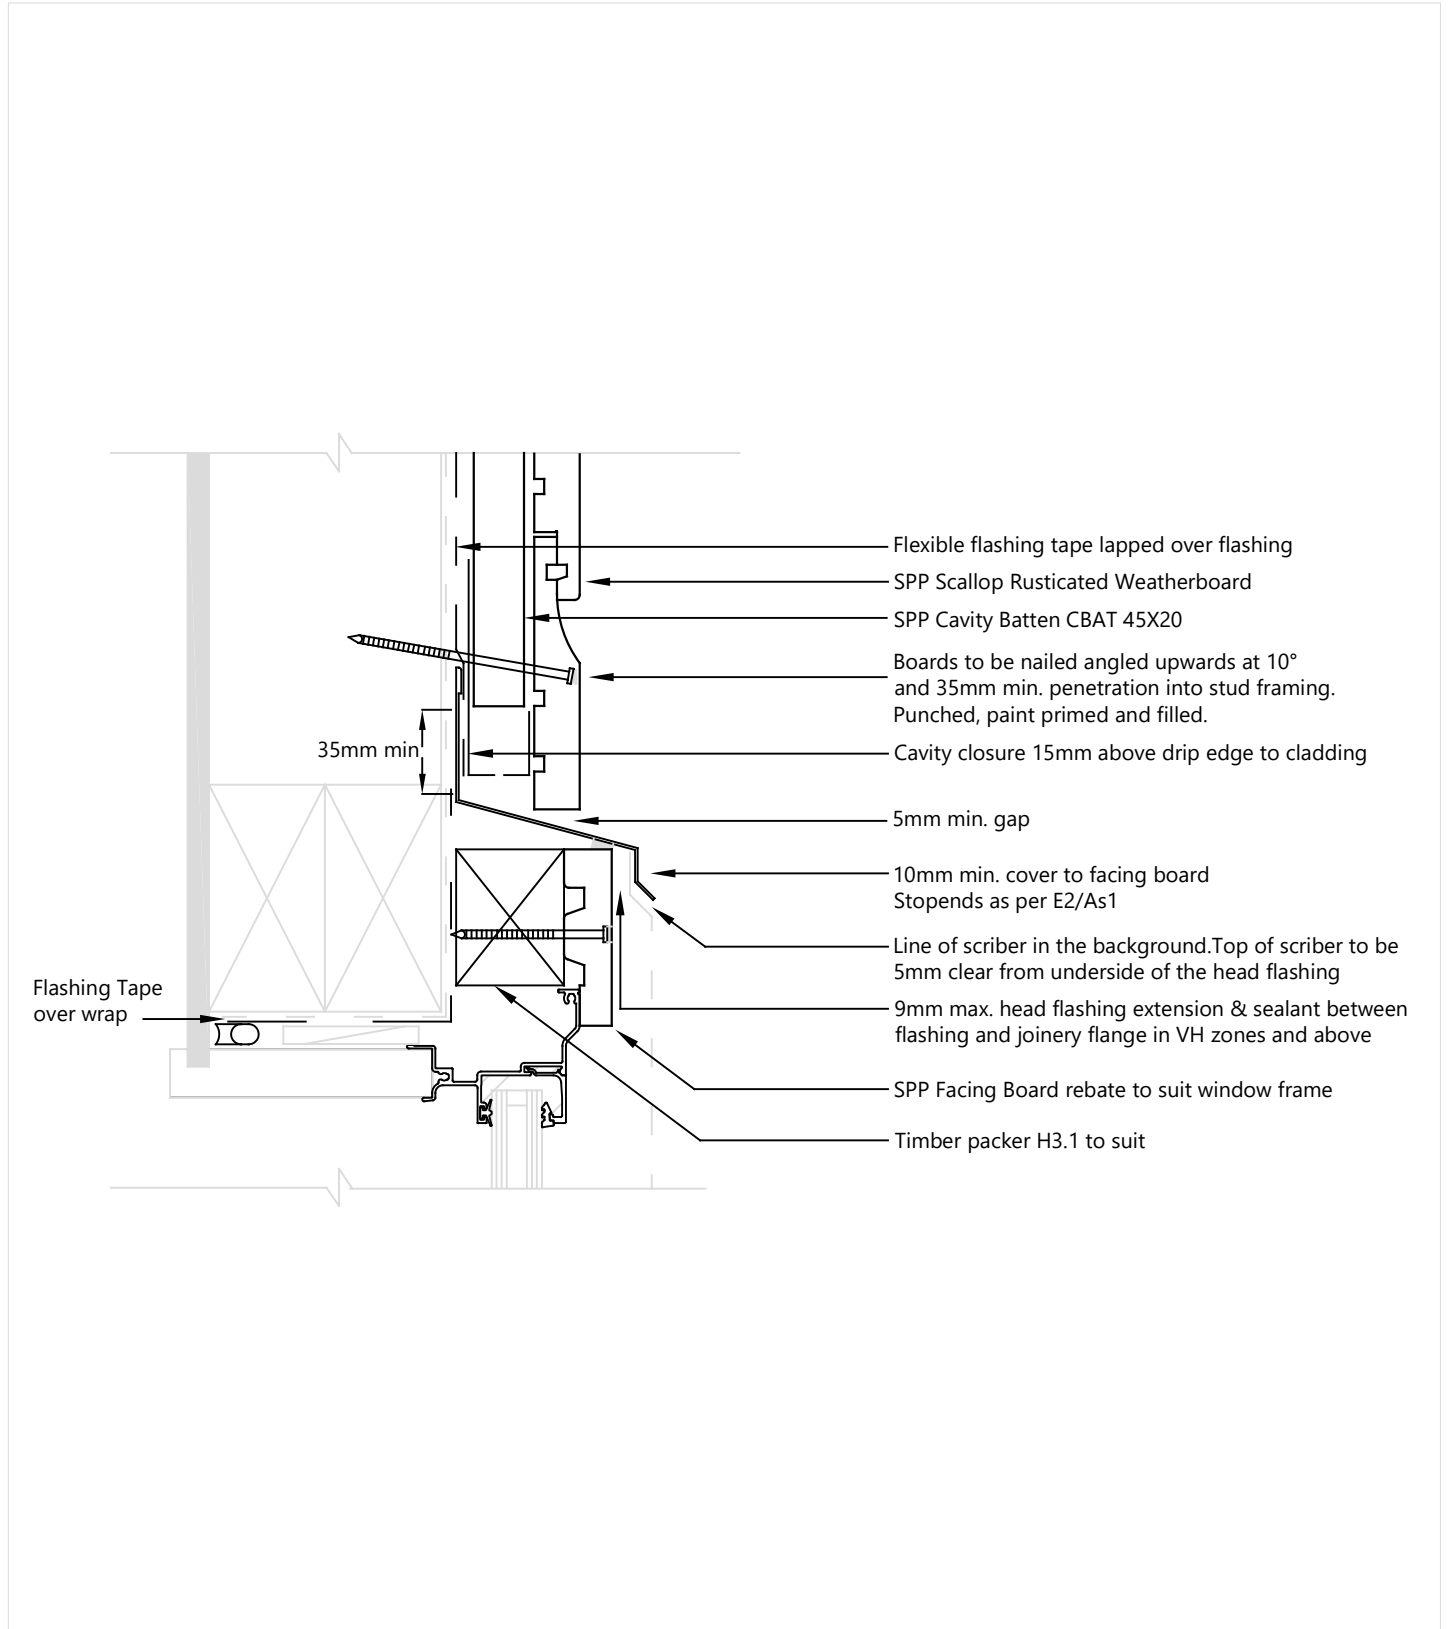 Flexible flashing tape lapped over flashing
SPP Scallop Rusticated Weatherboard
SPP Cavity Batten CBAT 45X20
Boards to be nailed angled upwards at 10°
and 35mm min. penetration into stud framing.
Punched, paint primed and filled.
35mm min
Cavity closure 15mm above drip edge to cladding
5mm min. gap
10mm min. cover to facing board
Stopends as per E2/As1
Line of scriber in the background.Top of scriber to be
5mm clear from underside of the head flashing
Flashing Tape
over wrap
9mm max. head flashing extension & sealant between
flashing and joinery flange in VH zones and above
SPP Facing Board rebate to suit window frame
Timber packer H3.1 to suit